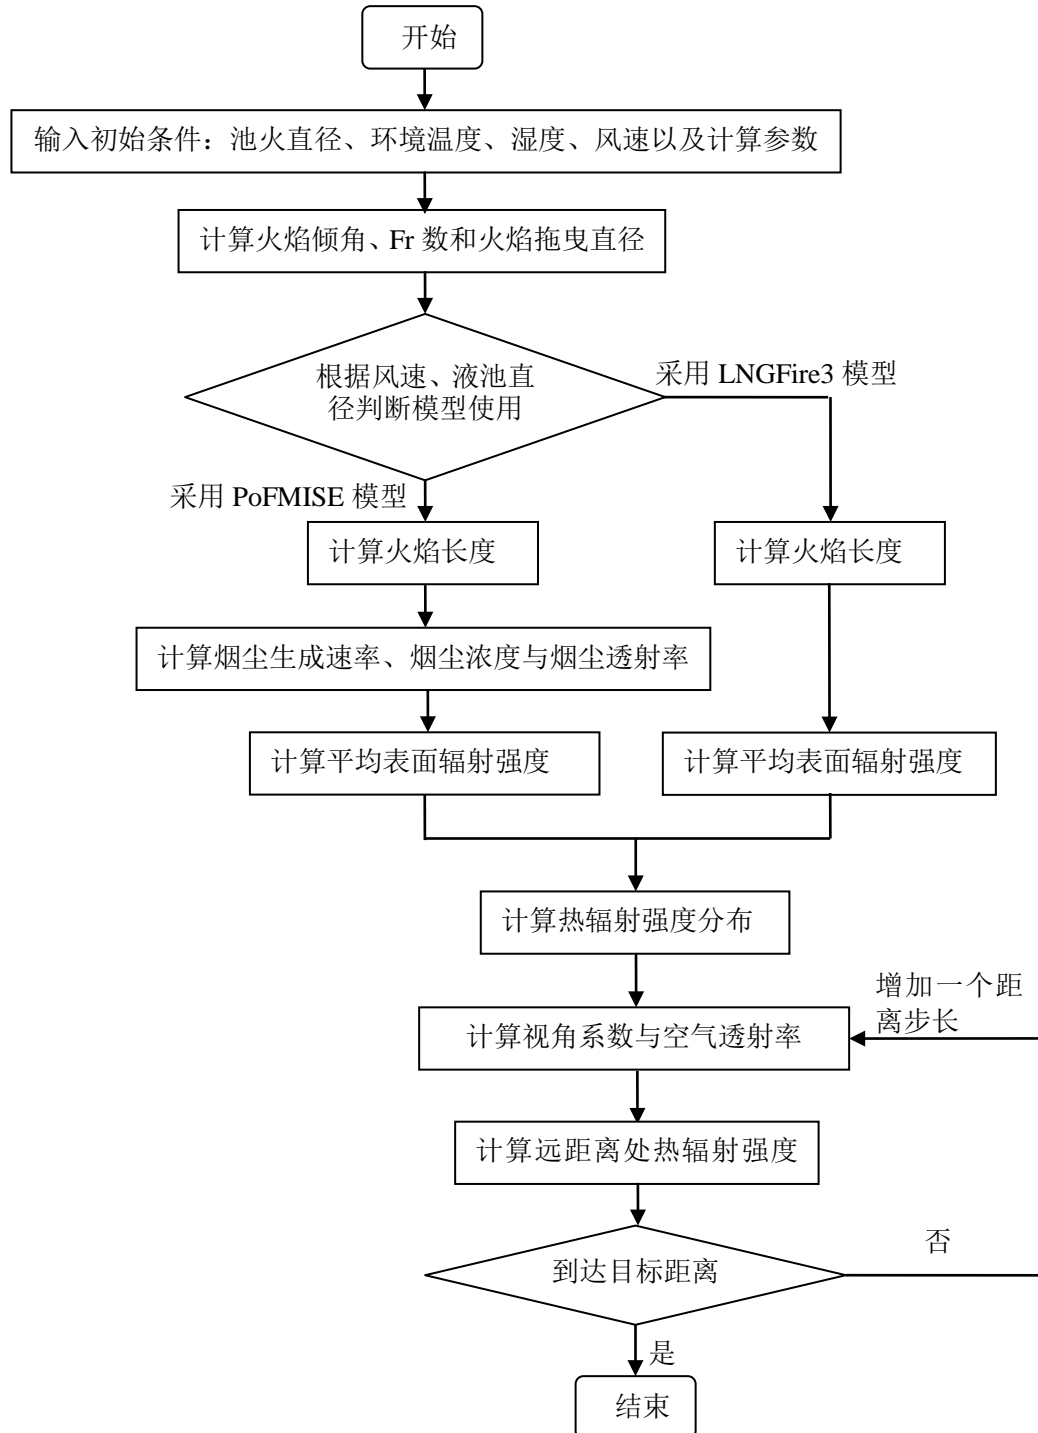 开始
输入初始条件：池火直径、环境温度、湿度、风速以及计算参数
计算火焰倾角、Fr 数和火焰拖曳直径
根据风速、液池直
径判断模型使用
采用 LNGFire3 模型
采用 PoFMISE 模型
计算火焰长度
计算火焰长度
计算烟尘生成速率、烟尘浓度与烟尘透射率
计算平均表面辐射强度
计算平均表面辐射强度
计算热辐射强度分布
增加一个距
离步长
计算视角系数与空气透射率
计算远距离处热辐射强度
到达目标距离
否
是
结束